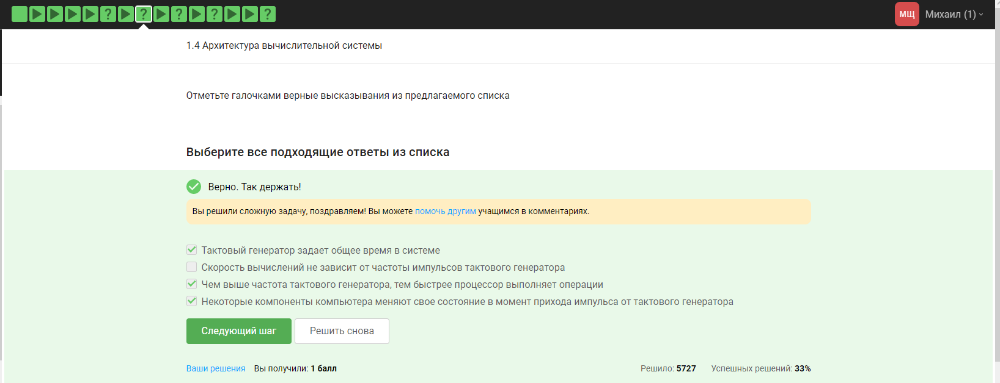 ? ? ? ? ?
МЩ Михаил (1)
1.4 Архитектура вычислительной системы
Отметьте галочками верные высказывания из предлагаемого списка
Выберите все подходящие ответы из списка
Верно. Так держать!
Вы решили сложную задачу, поздравляем! Вы можете помочь другим учащимся в комментариях.
Тактовый генератор задает общее время в системе
Скорость вычислений не зависит от частоты импульсов тактового генератора
Чем выше частота тактового генератора, тем быстрее процессор выполняет операции
Некоторые компоненты компьютера меняют свое состояние в момент прихода импульса от тактового генератора
Следующий шаг Решить снова
Ваши решения Вы получили: 1 балл Решило: 5727 Успешных решений: 33%